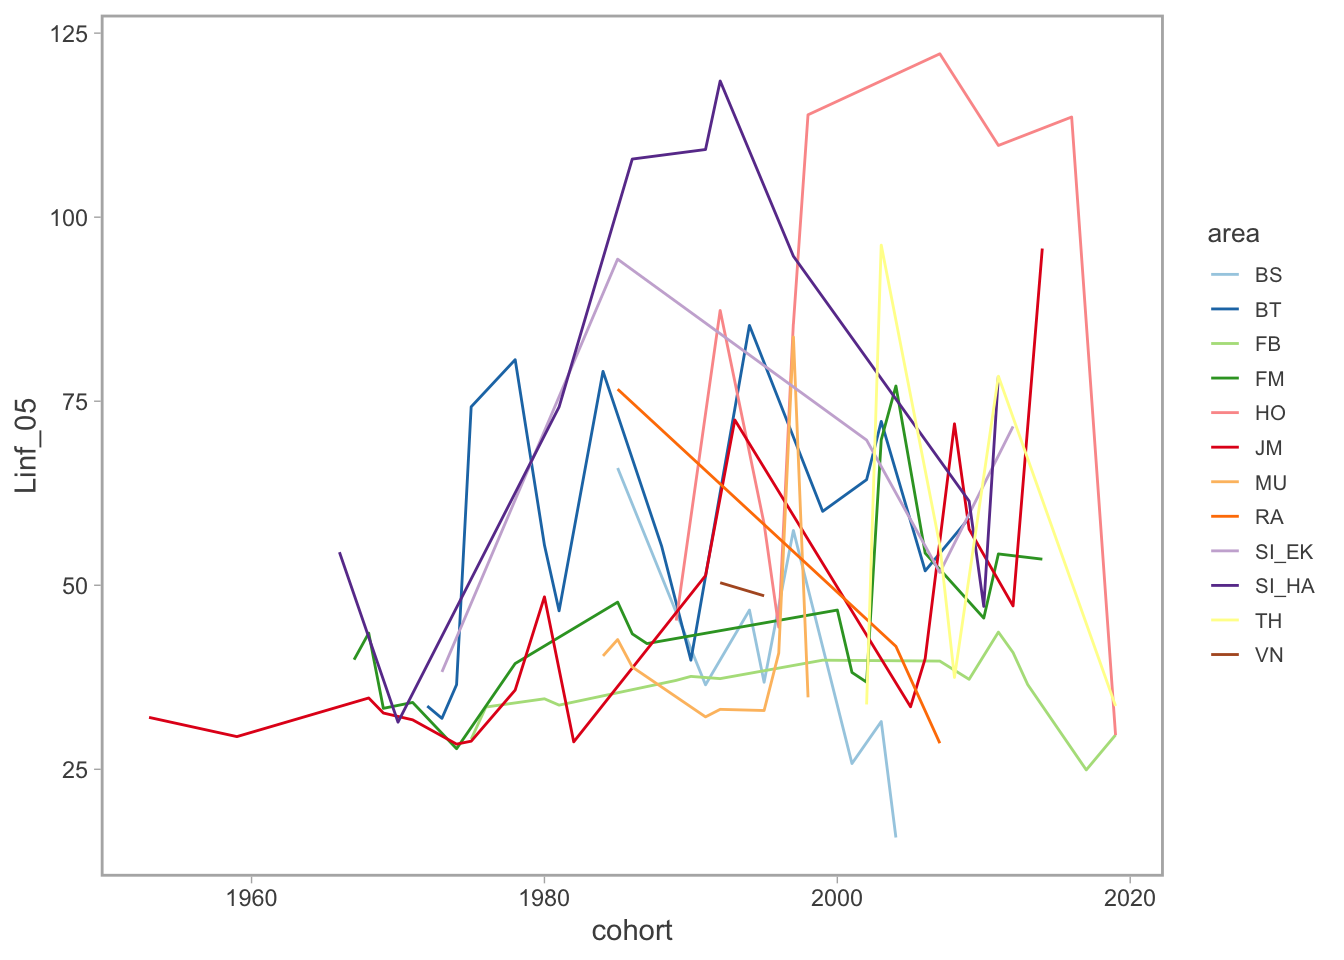 125
100
75
50
25
Linf_05
1960
1980
2000
2020
cohort
area
BS
BT
FB
FM
HO
JM
MU
RA
SI_EK
SI_HA
TH
VN